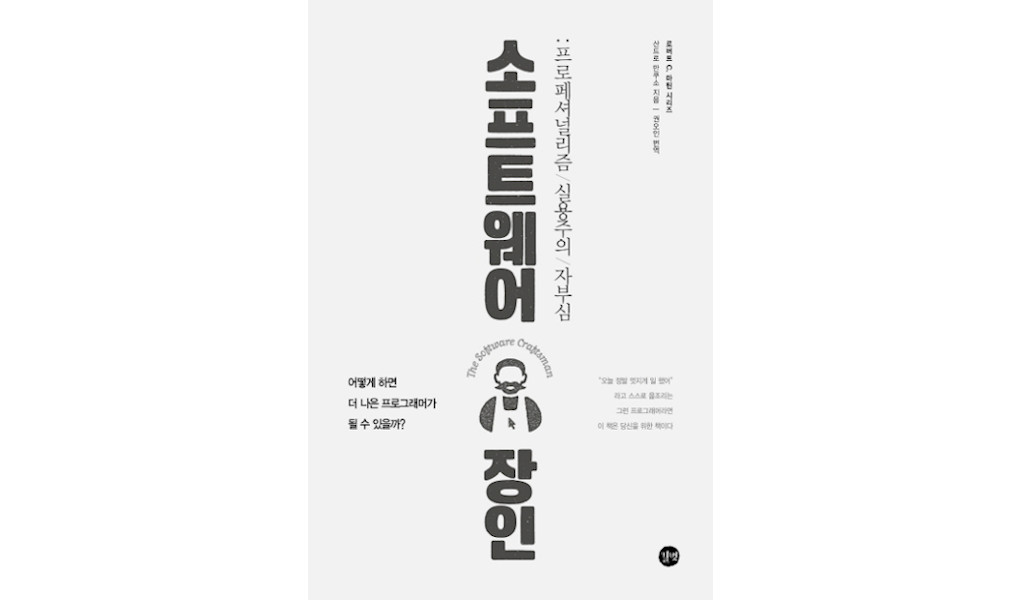 로버트 C. 마틴 시리즈
산드로 만쿠소 지음 | 권오인 번역
:프로페셔널리즘/실용주의/자부심
소프트웨어
장인
The Software Craftsman
어떻게 하면
더 나은 프로그래머가
될 수 있을까?
"오늘 정말 멋지게 일 했어"
라고 스스로 읊조리는
그런 프로그래머라면
이 책은 당신을 위한 책이다
길벗